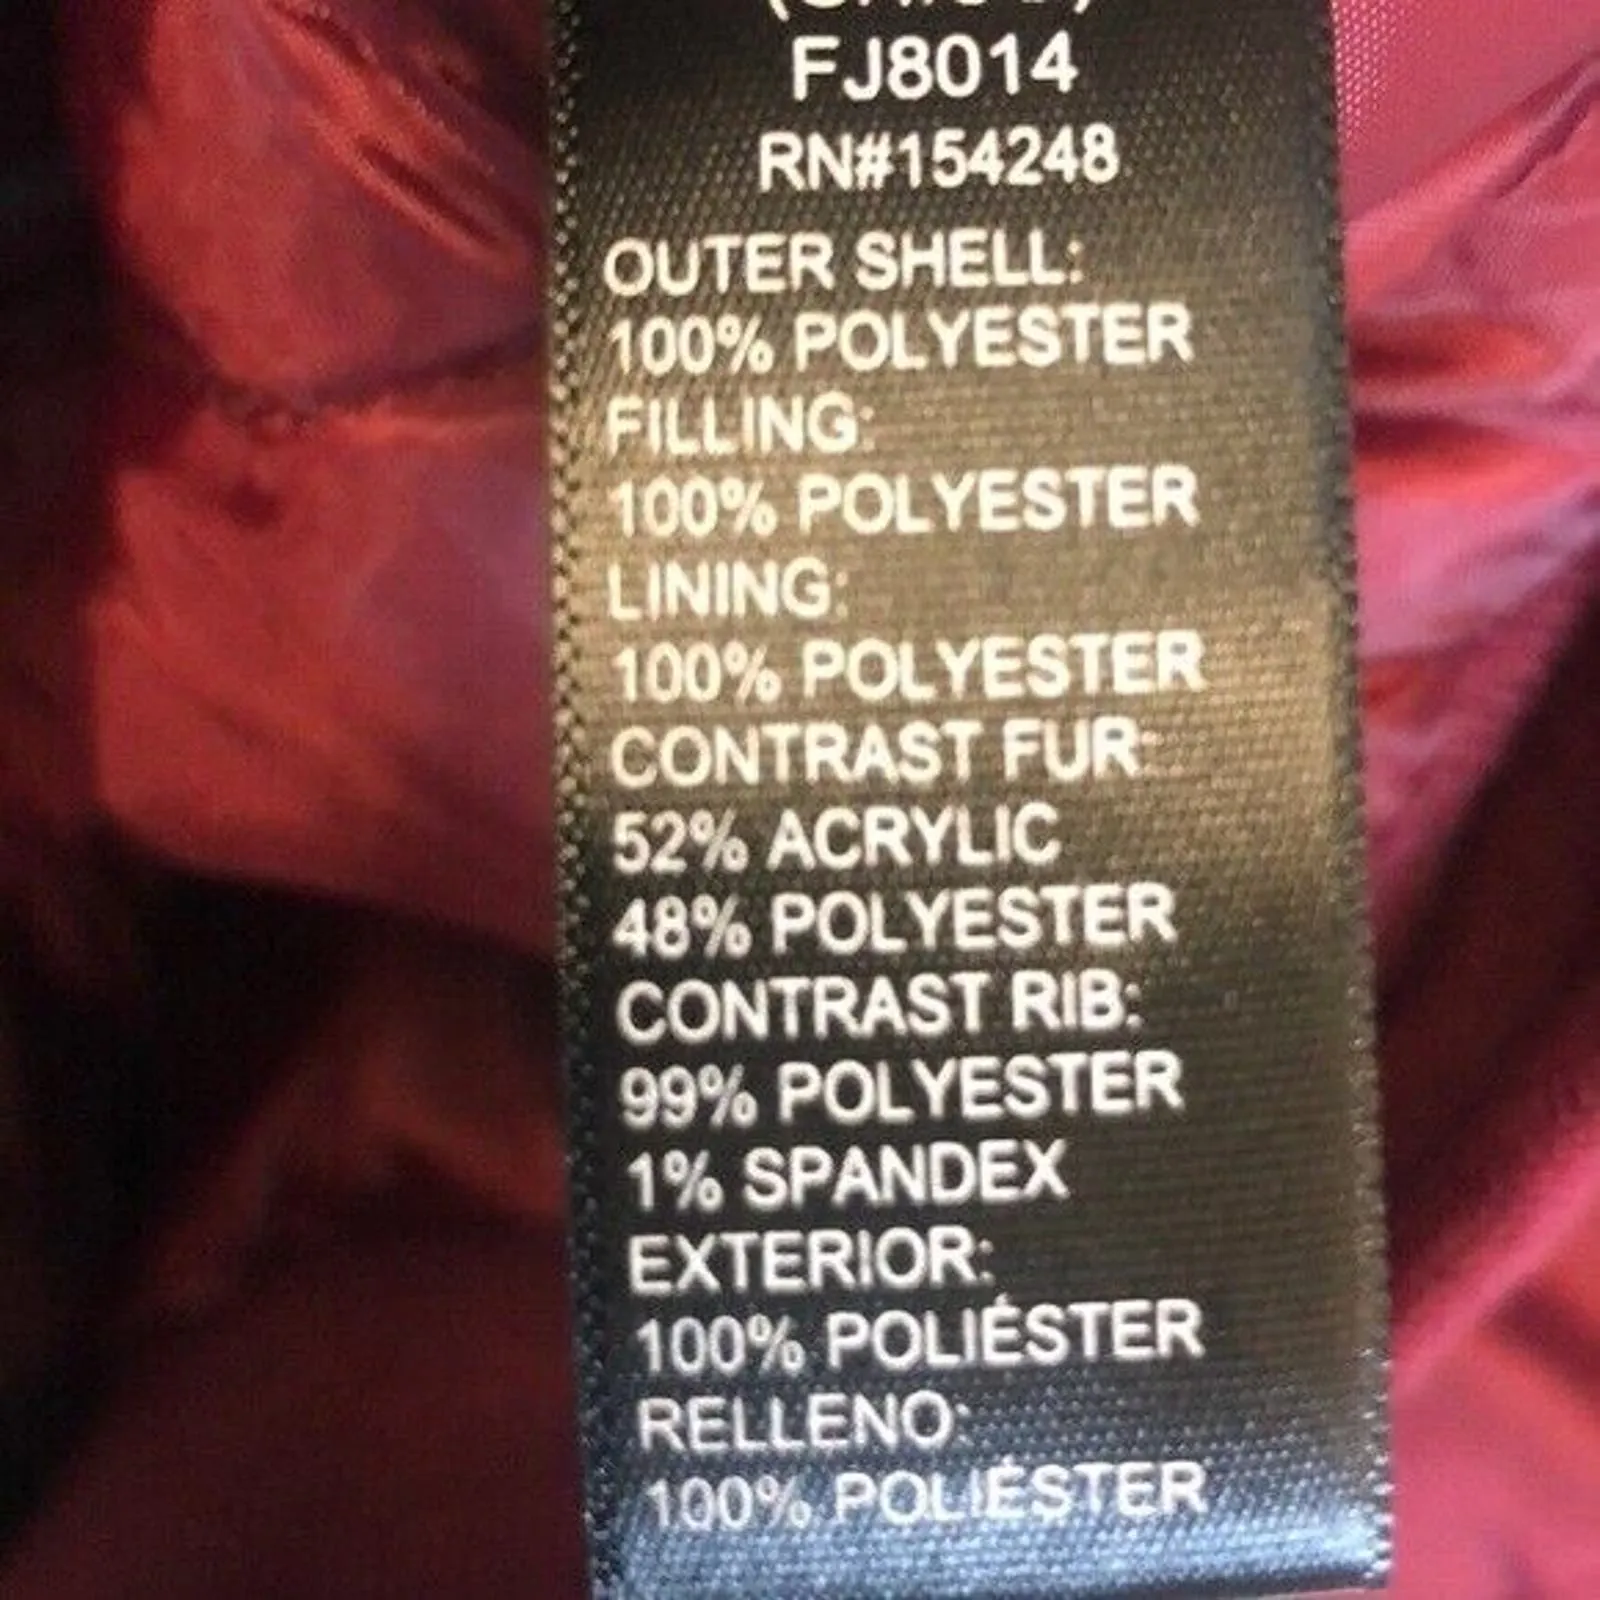 FJ8014
RN#154248
OUTER SHELL:
100% POLYESTER
FILLING:
100% POLYESTER
LINING:
100% POLYESTER
CONTRAST FUR:
52% ACRYLIC
48% POLYESTER
CONTRAST RIB:
99% POLYESTER
1% SPANDEX
EXTERIOR:
100% POLIÉSTER
RELLENO:
100% POLIÉSTER